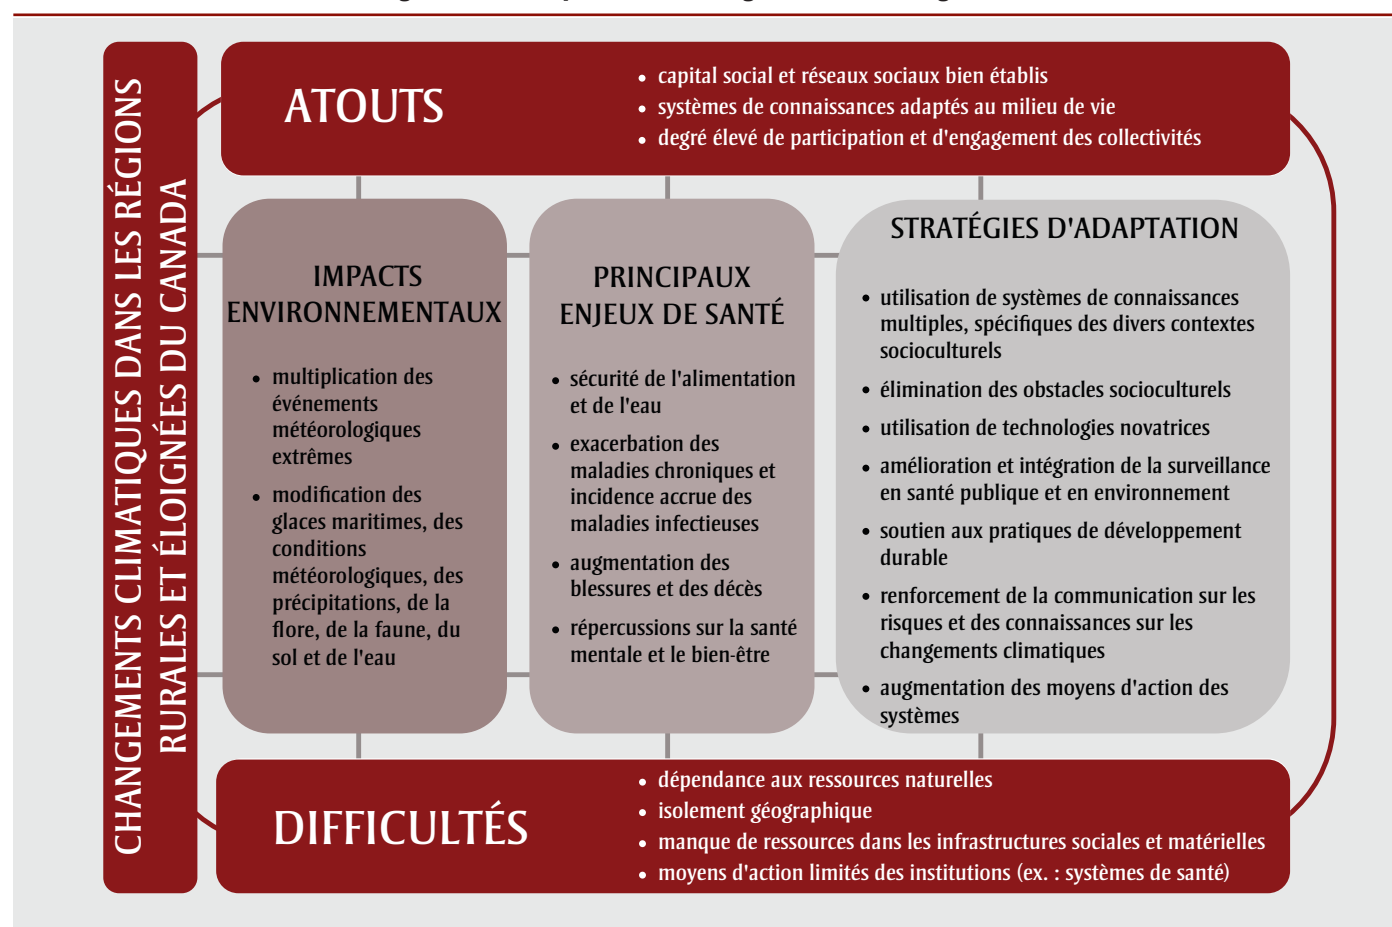 CHANGEMENTS CLIMATIQUES DANS LES RÉGIONS
RURALES ET ÉLOIGNÉES DU CANADA
ATOUTS
• capital social et réseaux sociaux bien établis
• systèmes de connaissances adaptés au milieu de vie
• degré élevé de participation et d'engagement des collectivités
IMPACTS
ENVIRONNEMENTAUX
• multiplication des
événements
météorologiques
extrêmes
• modification des
glaces maritimes, des
conditions
météorologiques, des
précipitations, de la
flore, de la faune, du
sol et de l'eau
PRINCIPAUX
ENJEUX DE SANTÉ
• sécurité de l'alimentation
et de l'eau
• exacerbation des
maladies chroniques et
incidence accrue des
maladies infectieuses
• augmentation des
blessures et des décès
• répercussions sur la santé
mentale et le bien-être
STRATÉGIES D'ADAPTATION
• utilisation de systèmes de connaissances
multiples, spécifiques des divers contextes
socioculturels
• élimination des obstacles socioculturels
• utilisation de technologies novatrices
• amélioration et intégration de la surveillance
en santé publique et en environnement
• soutien aux pratiques de développement
durable
• renforcement de la communication sur les
risques et des connaissances sur les
changements climatiques
• augmentation des moyens d'action des
systèmes
DIFFICULTÉS
• dépendance aux ressources naturelles
• isolement géographique
• manque de ressources dans les infrastructures sociales et matérielles
• moyens d'action limités des institutions (ex. : systèmes de santé)